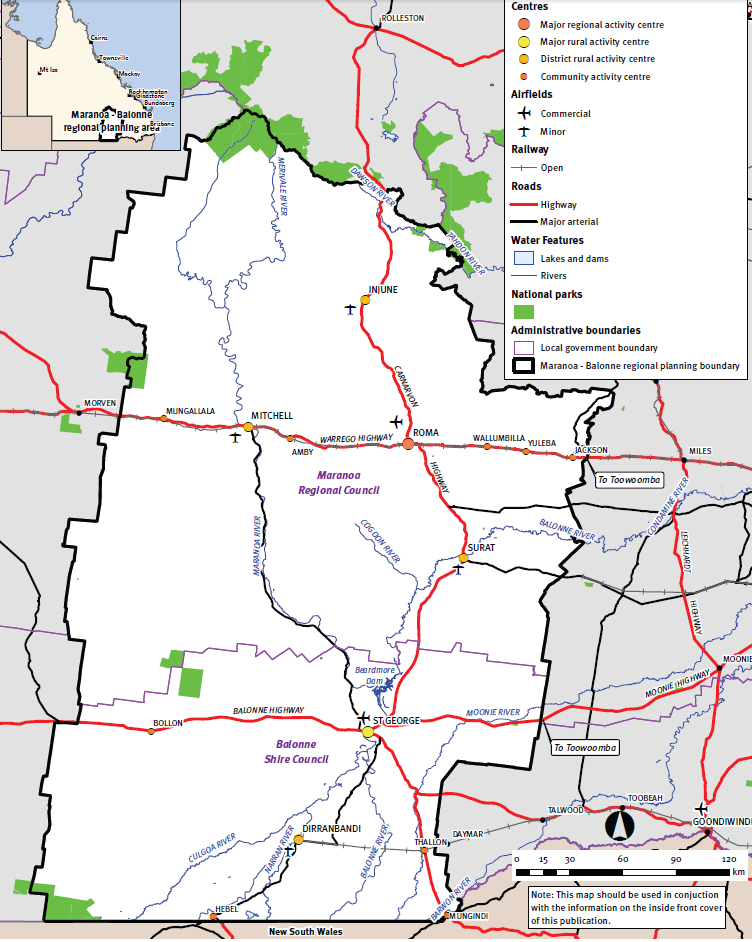 Cairns
Townsville
Mt Isa
Mackay
Rockhampton
Gladstone
Bundaberg
Maranoa - Balonne
regional planning area
Brisbane
ROLLESTON
Centres
Major regional activity centre
Major rural activity centre
District rural activity centre
Community activity centre
Airfields
Commercial
Minor
Railway
Open
Roads
Highway
Major arterial
Water Features
Lakes and dams
Rivers
National parks
Administrative boundaries
Local government boundary
Maranoa - Balonne regional planning boundary
MERIVALE RIVER
DAWSON RIVER
TAHDON RIVER
INJUNE
CARNARVON
MORVEN
MUNGALLALA
MITCHELL
AMBY
WARREGO HIGHWAY
ROMA
WALLUMBILLA
YULEBA
JACKSON
MILES
To Toowoomba
Maranoa
Regional Council
HIGHWAY
CONDAMINE RIVER
MARANOA RIVER
COGOON RIVER
BALONNE RIVER
SURAT
LEICHHARDT
HIGHWAY
Beardmore
Dam
MOONIE
MOONIE HIGHWAY
BOLLON
BALONNE HIGHWAY
ST GEORGE
MOONIE RIVER
Balonne
Shire Council
To Toowoomba
TOOBEAH
TALWOOD
GOONDIWINDI
DIRRANBANDI
DAYMAR
THALLON
CULGOA RIVER
NARRAN RIVER
BALONNE RIVER
BARWON RIVER
HEBEL
MUNGINDI
New South Wales
0 15 30 60 90 120
km
Note: This map should be used in conjuction
with the information on the inside front cover
of this publication.